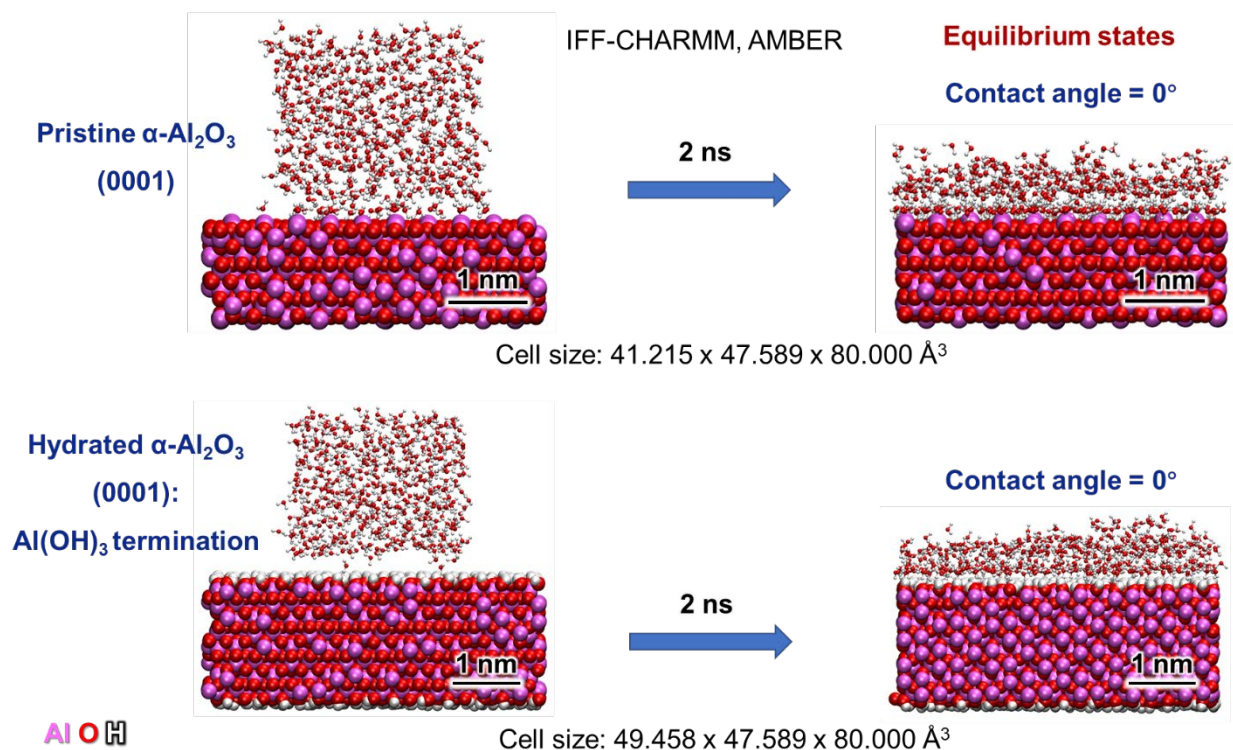 IFF-CHARMM, AMBER
Equilibrium states
Contact angle = 0°
Pristine α-Al₂O₃
(0001)
2 ns
1 nm
1 nm
Cell size: 41.215 x 47.589 x 80.000 Å³
Hydrated α-Al₂O₃
(0001):
Al(OH)₃ termination
Contact angle = 0°
2 ns
1 nm
1 nm
Al O H
Cell size: 49.458 x 47.589 x 80.000 Å³